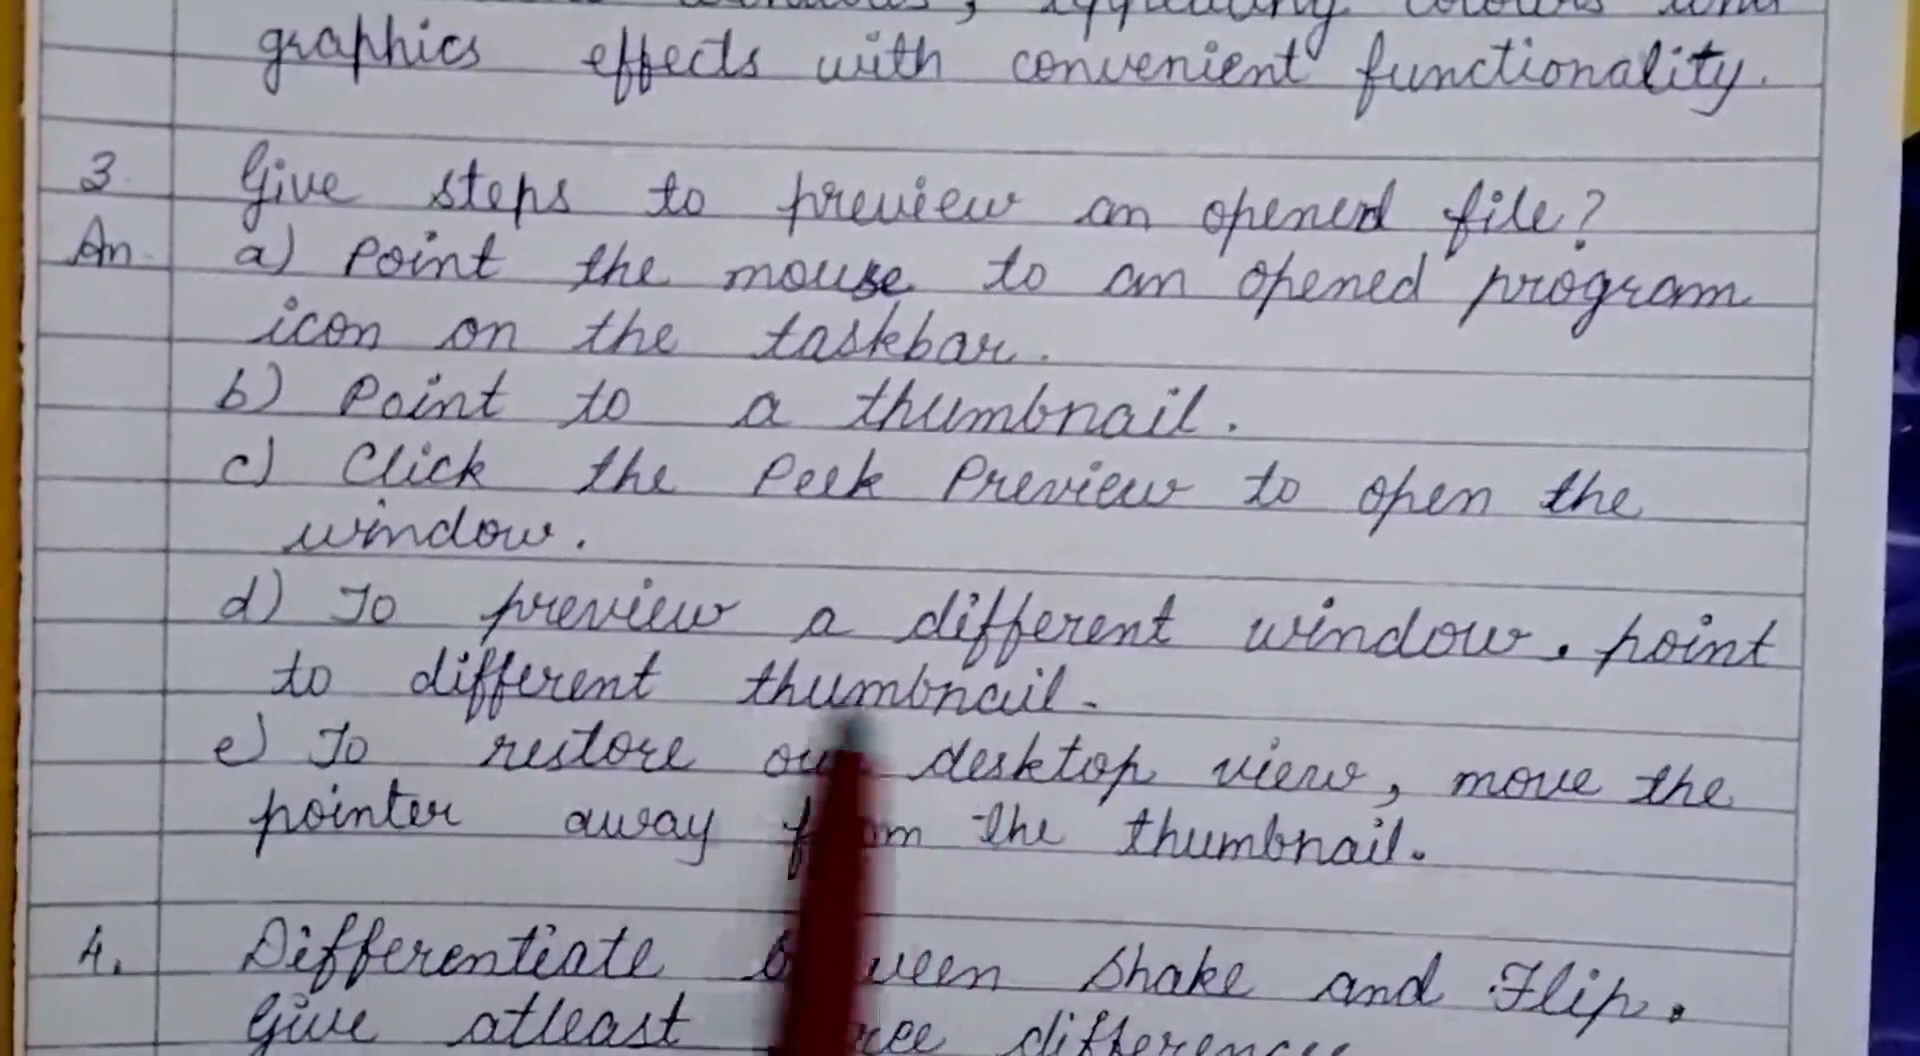 graphics effects with convenient functionality.
3. Give steps to preview an opened file?
An. a) Point the mouse to an opened program
icon on the taskbar.
b) Point to a thumbnail.
c) Click the Peek Preview to open the
window.
d) To preview a different window, point
to different thumbnail.
e) To restore desktop view, move the
pointer away the thumbnail.
4. Differentiate Shake and Flip.
Give atleast